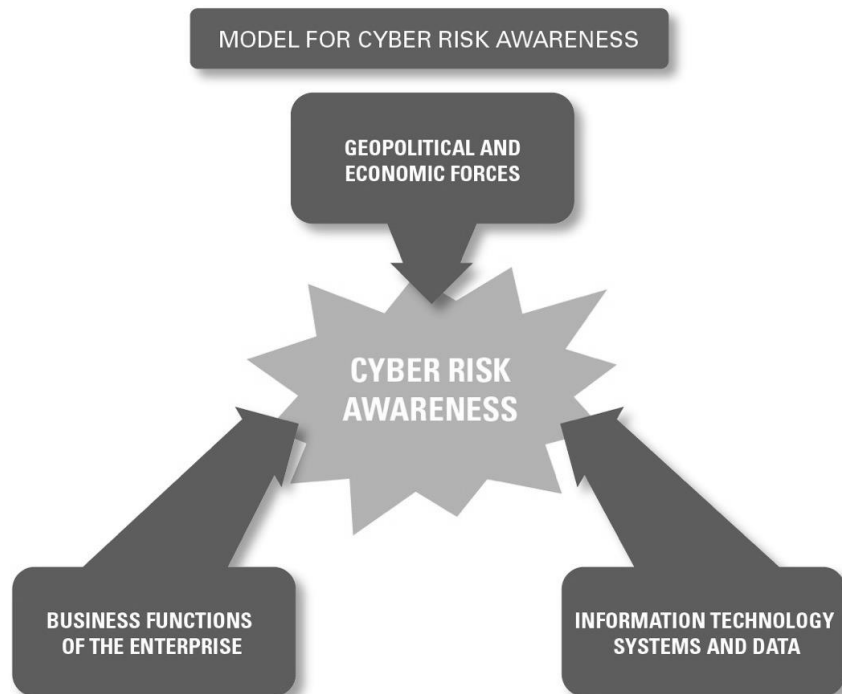 MODEL FOR CYBER RISK AWARENESS
GEOPOLITICAL AND
ECONOMIC FORCES
CYBER RISK
AWARENESS
BUSINESS FUNCTIONS
OF THE ENTERPRISE
INFORMATION TECHNOLOGY
SYSTEMS AND DATA